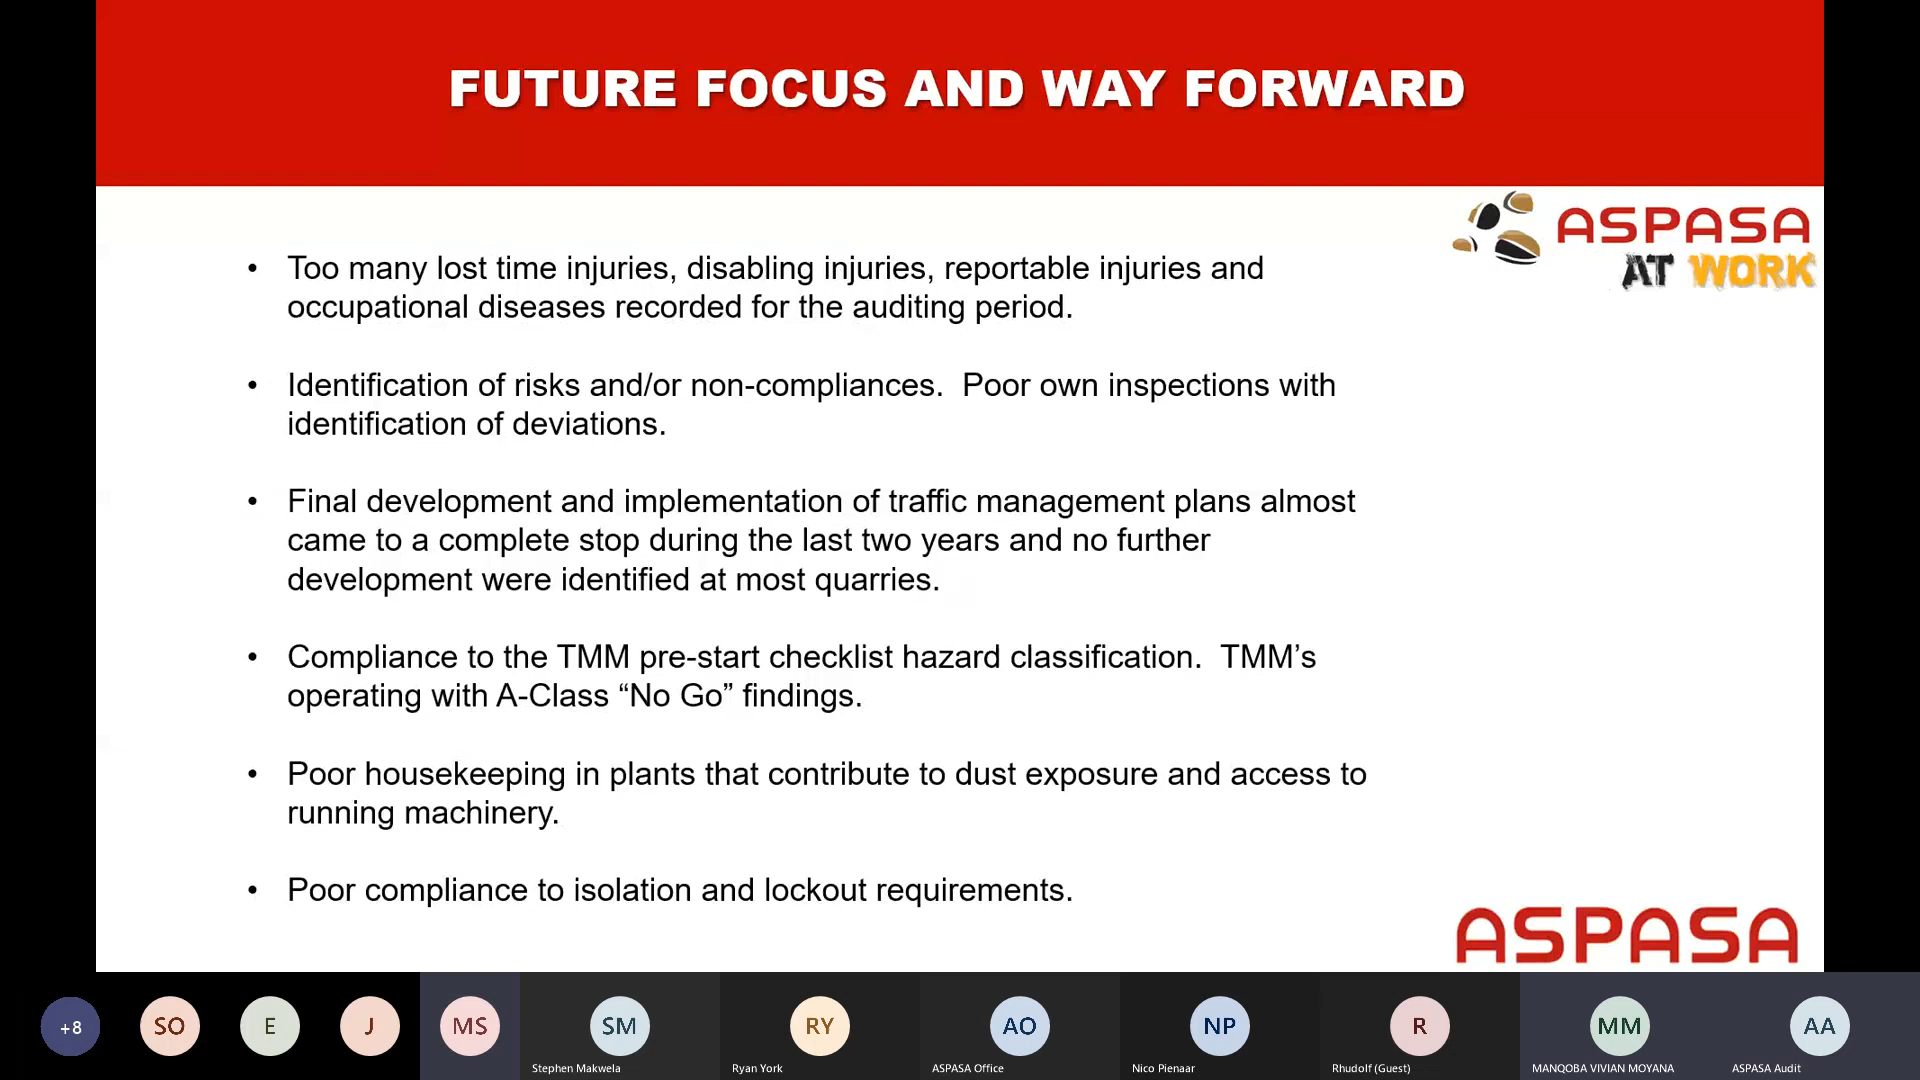 FUTURE FOCUS AND WAY FORWARD
ASPASA
AT WORK
• Too many lost time injuries, disabling injuries, reportable injuries and
occupational diseases recorded for the auditing period.
• Identification of risks and/or non-compliances.  Poor own inspections with
identification of deviations.
• Final development and implementation of traffic management plans almost
came to a complete stop during the last two years and no further
development were identified at most quarries.
• Compliance to the TMM pre-start checklist hazard classification.  TMM’s
operating with A-Class “No Go” findings.
• Poor housekeeping in plants that contribute to dust exposure and access to
running machinery.
• Poor compliance to isolation and lockout requirements.
ASPASA
+8
SO
E
J
MS
SM
RY
AO
NP
R
MM
AA
Stephen Makwela
Ryan York
ASPASA Office
Nico Pienaar
Rhudolf (Guest)
MANQOBA VIVIAN MOYANA
ASPASA Audit